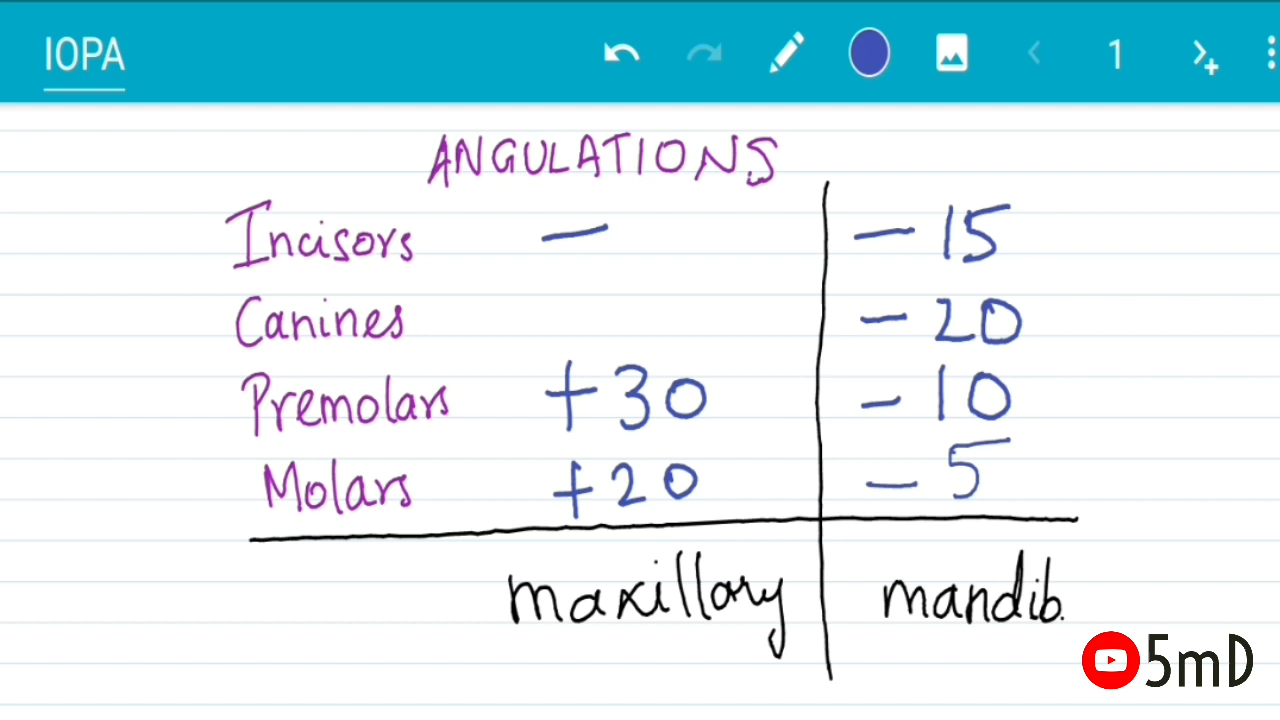 IOPA
1
ANGULATIONS
Incisors — - 15
Canines - 20
Premolars +30 - 10
Molars +20 - 5
maxillary mandib.
5mD